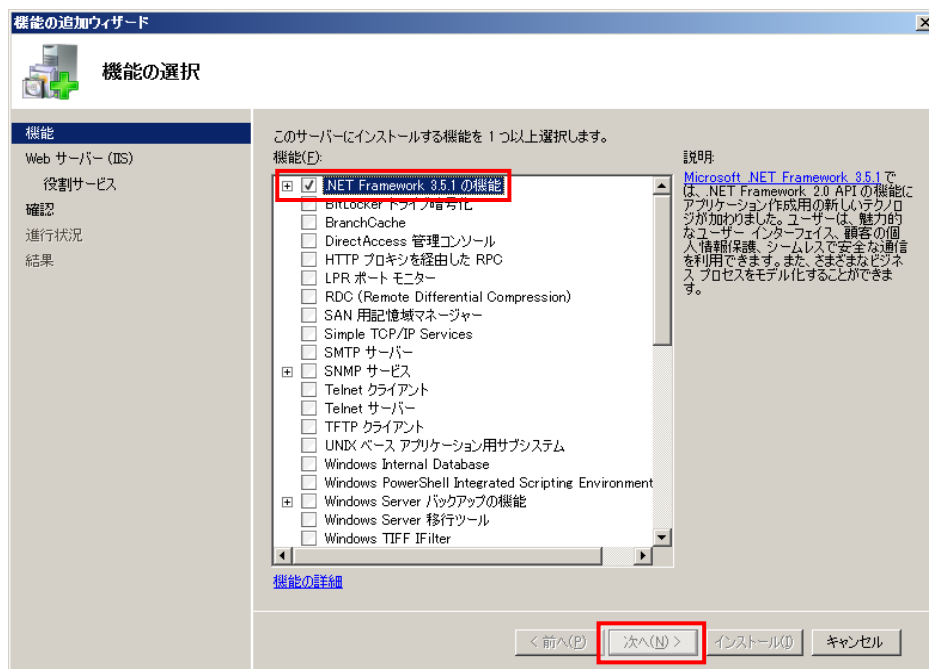 機能の追加ウィザード
機能の選択
機能
Web サーバー (IIS)
役割サービス
確認
進行状況
結果
このサーバーにインストールする機能を 1 つ以上選択します。
機能(F):
.NET Framework 3.5.1 の機能
BitLocker ドライブ暗号化
BranchCache
DirectAccess 管理コンソール
HTTP プロキシを経由した RPC
LPR ポート モニター
RDC (Remote Differential Compression)
SAN 用記憶域マネージャー
Simple TCP/IP Services
SMTP サーバー
SNMP サービス
Telnet クライアント
Telnet サーバー
TFTP クライアント
UNIX ベース アプリケーション用サブシステム
Windows Internal Database
Windows PowerShell Integrated Scripting Environment
Windows Server バックアップの機能
Windows Server 移行ツール
Windows TIFF IFilter
機能の詳細
説明:
Microsoft .NET Framework 3.5.1 で
は、.NET Framework 2.0 API の機能に
アプリケーション作成用の新しいテクノロ
ジが加わりました。ユーザーは、魅力的
なユーザー インターフェイス、顧客の個
人情報保護、シームレスで安全な通信
を利用できます。また、さまざまなビジネ
ス プロセスをモデル化することができま
す。
< 前へ(P)
次へ(N) >
インストール(I)
キャンセル